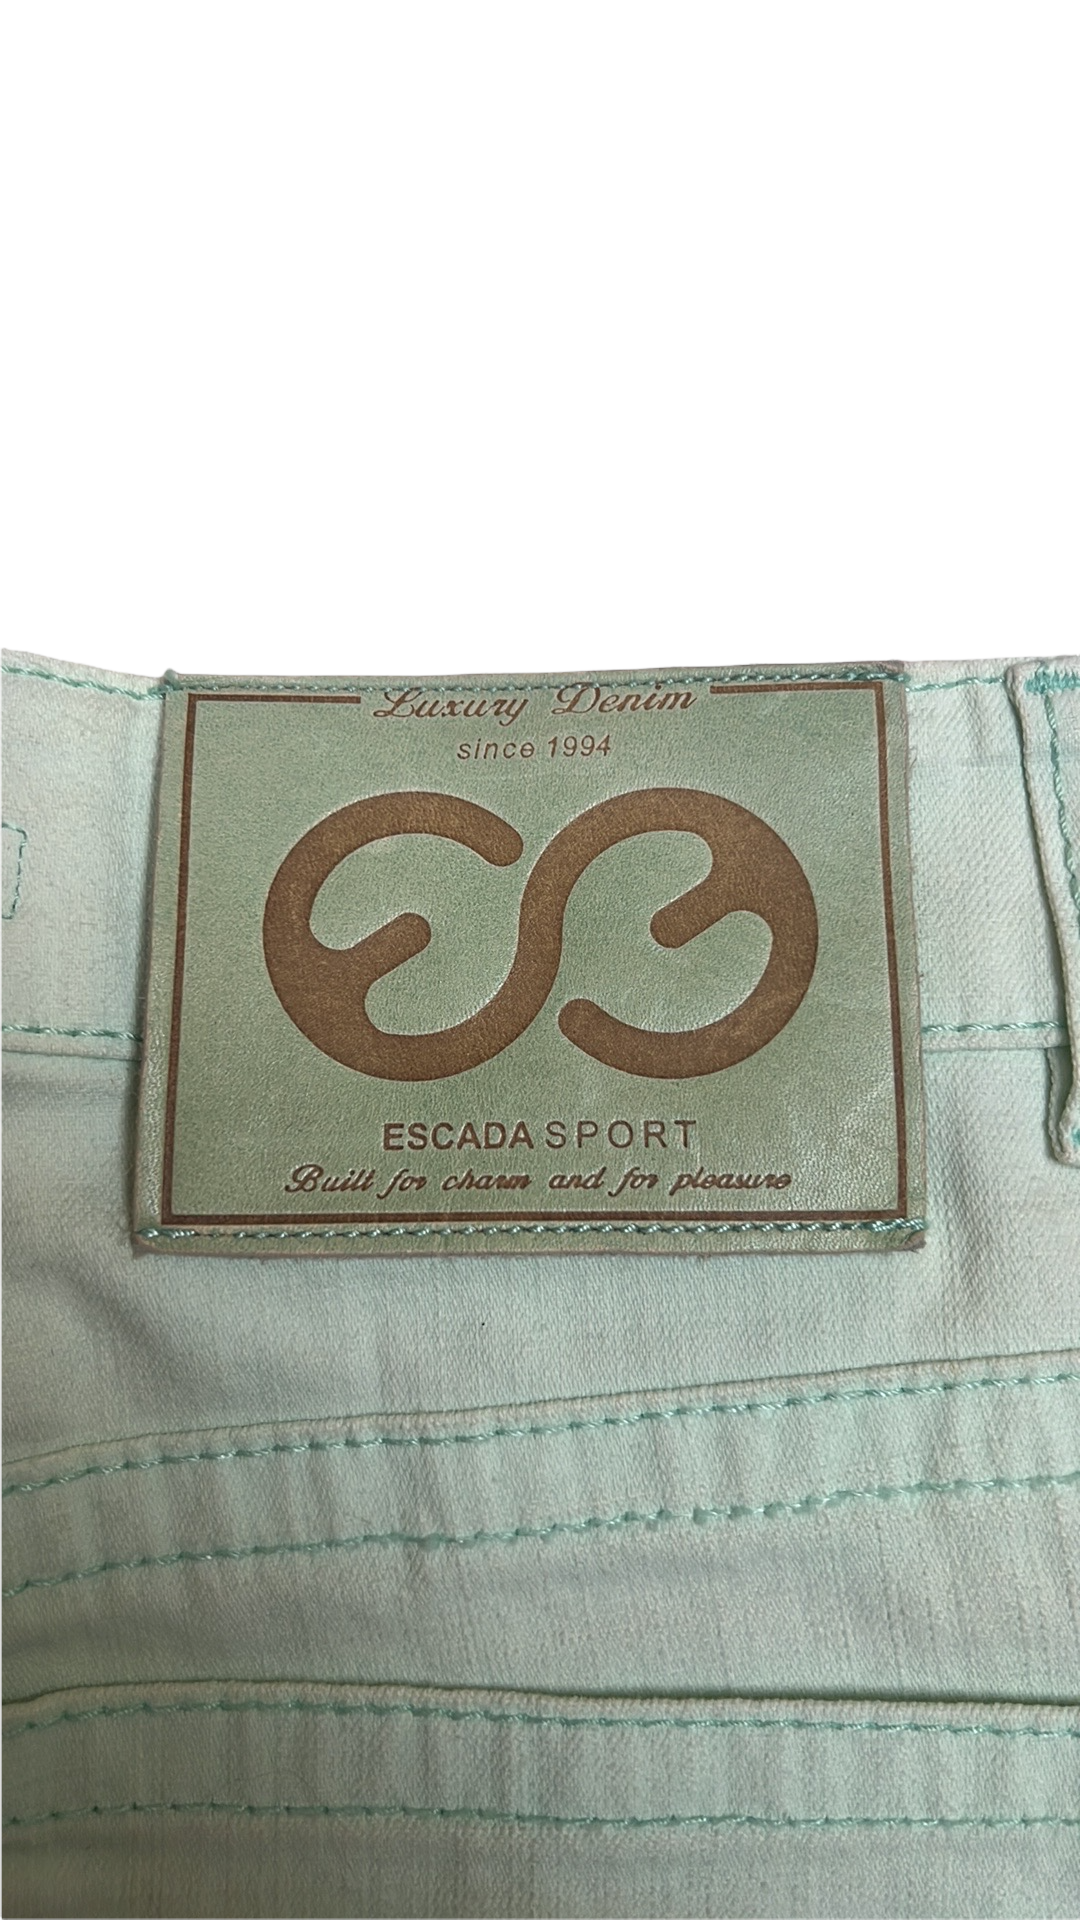 Luxury Denim
since 1994
ESCADA SPORT
Built for charm and for pleasure